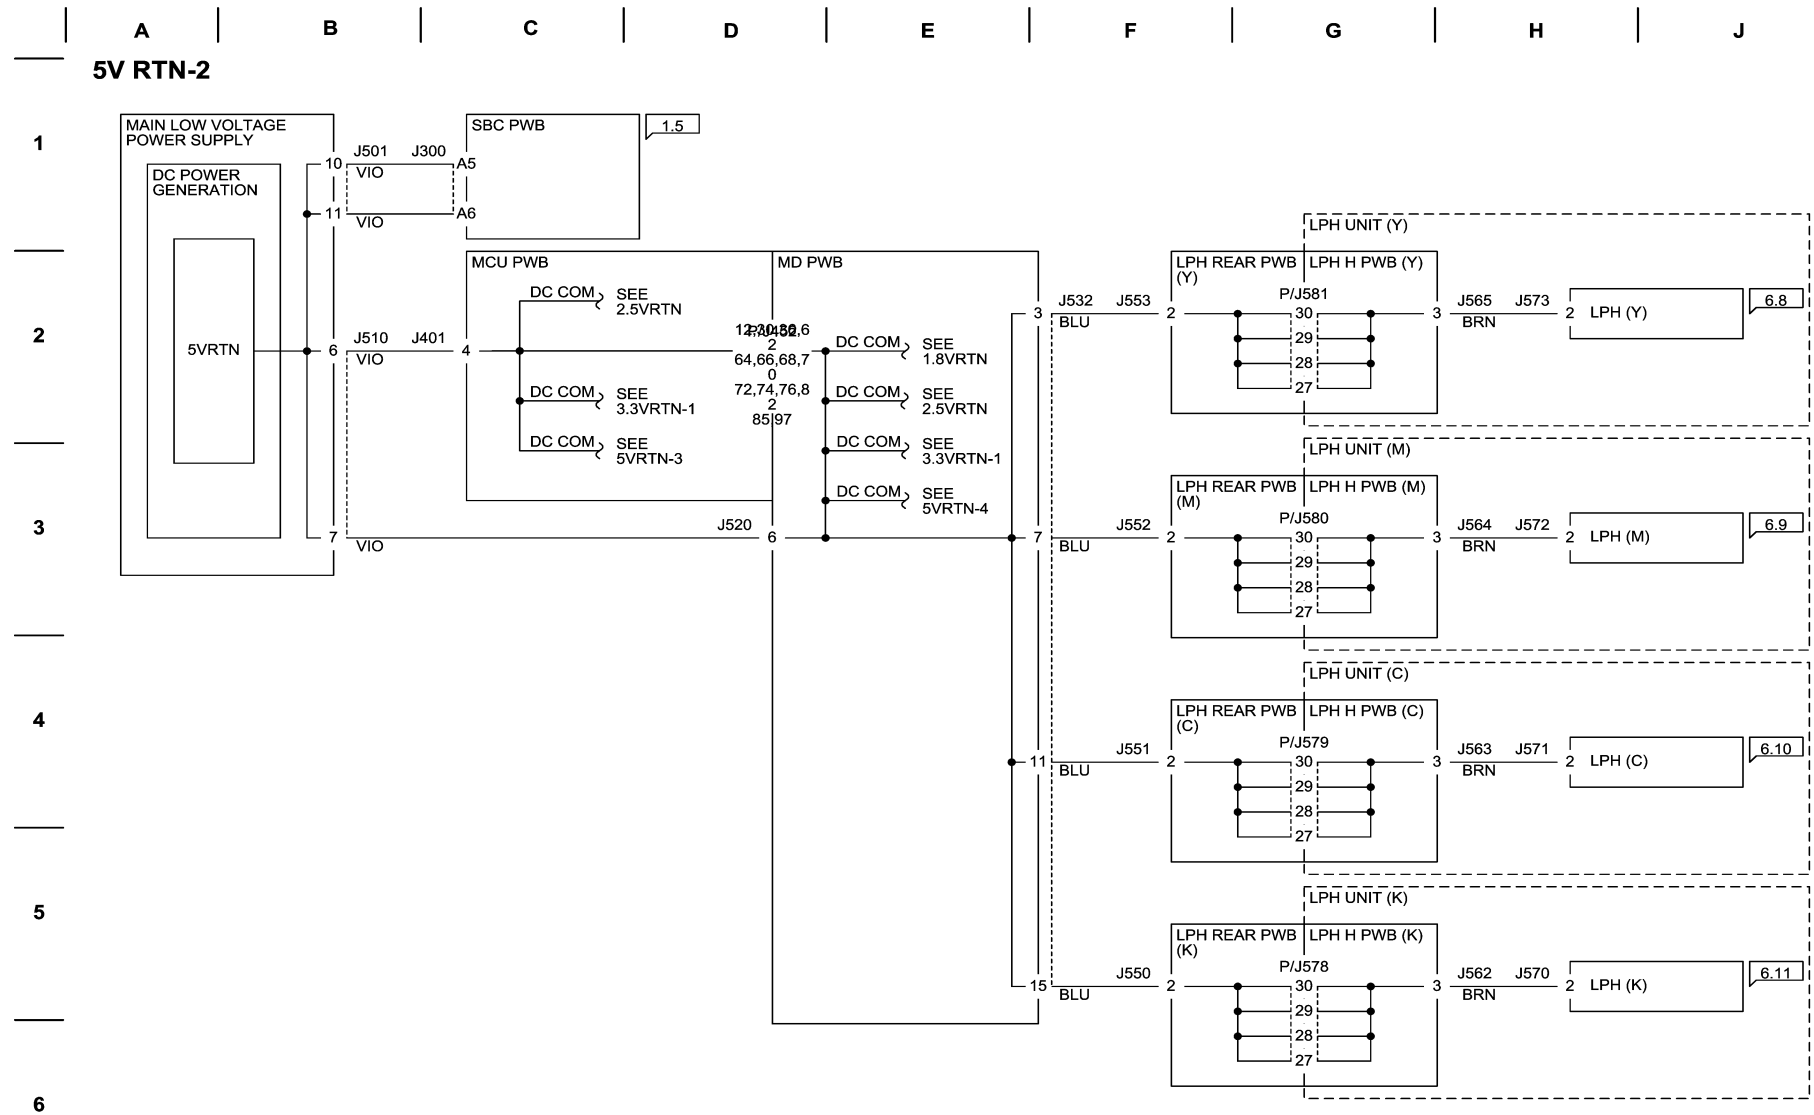 A B C D E F G H J
5V RTN-2
1
MAIN LOW VOLTAGE
POWER SUPPLY
DC POWER
GENERATION
5VRTN
10 J501 J300 A5
VIO
11 A6
VIO
SBC PWB
1.5
2
MCU PWB
MD PWB
6 J510 J401 4
VIO
DC COM SEE
2.5VRTN
DC COM SEE
3.3VRTN-1
DC COM SEE
5VRTN-3
2
64,66,68,7
0
72,74,76,8
2
85,97
DC COM SEE
1.8VRTN
DC COM SEE
2.5VRTN
DC COM SEE
3.3VRTN-1
DC COM SEE
5VRTN-4
LPH UNIT (Y)
LPH REAR PWB
(Y)
LPH H PWB (Y)
P/J581
3 J532 J553 2 30 3 J565 J573 2 LPH (Y)
BLU BRN
29
28
27
6.8
3
7 J520 6
VIO
LPH UNIT (M)
LPH REAR PWB
(M)
LPH H PWB (M)
P/J580
7 J552 2 30 3 J564 J572 2 LPH (M)
BLU BRN
29
28
27
6.9
4
LPH UNIT (C)
LPH REAR PWB
(C)
LPH H PWB (C)
P/J579
11 J551 2 30 3 J563 J571 2 LPH (C)
BLU BRN
29
28
27
6.10
5
LPH UNIT (K)
LPH REAR PWB
(K)
LPH H PWB (K)
P/J578
15 J550 2 30 3 J562 J570 2 LPH (K)
BLU BRN
29
28
27
6.11
6